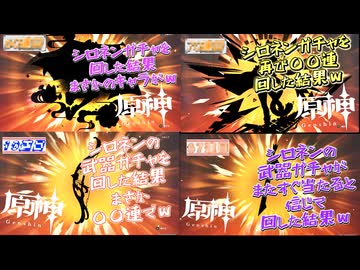 シロネンガチャを
回した結果
まさかのキャラがｗ
原神
Genshin
シロネンガチャを
再び〇〇連
回した結果ｗ
原神
Genshin
シロネンの
武器ガチャを
回した結果
まさか
〇〇連でｗ
原神
Genshin
シロネンの
武器ガチャが
またすぐ当たると
信じて
回した結果ｗ
原神
Genshin